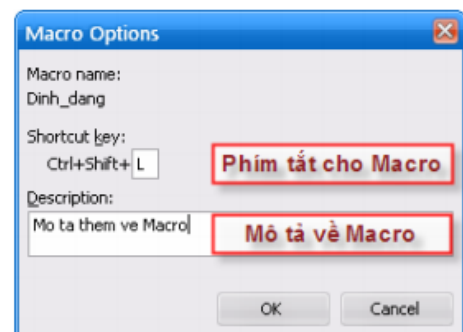 Macro Options
Macro name:
Dinh_dang
Shortcut key:
Ctrl+Shift+ L
Phím tắt cho Macro
Description:
Mo ta them ve Macro
Mô tả về Macro
OK Cancel